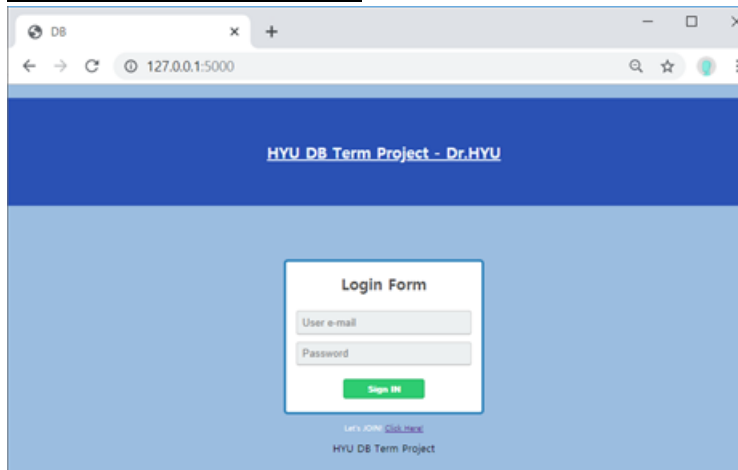 DB
127.0.0.1:5000
HYU DB Term Project - Dr.HYU
Login Form
User e-mail
Password
Sign IN
Let's JOIN! Click Here!
HYU DB Term Project